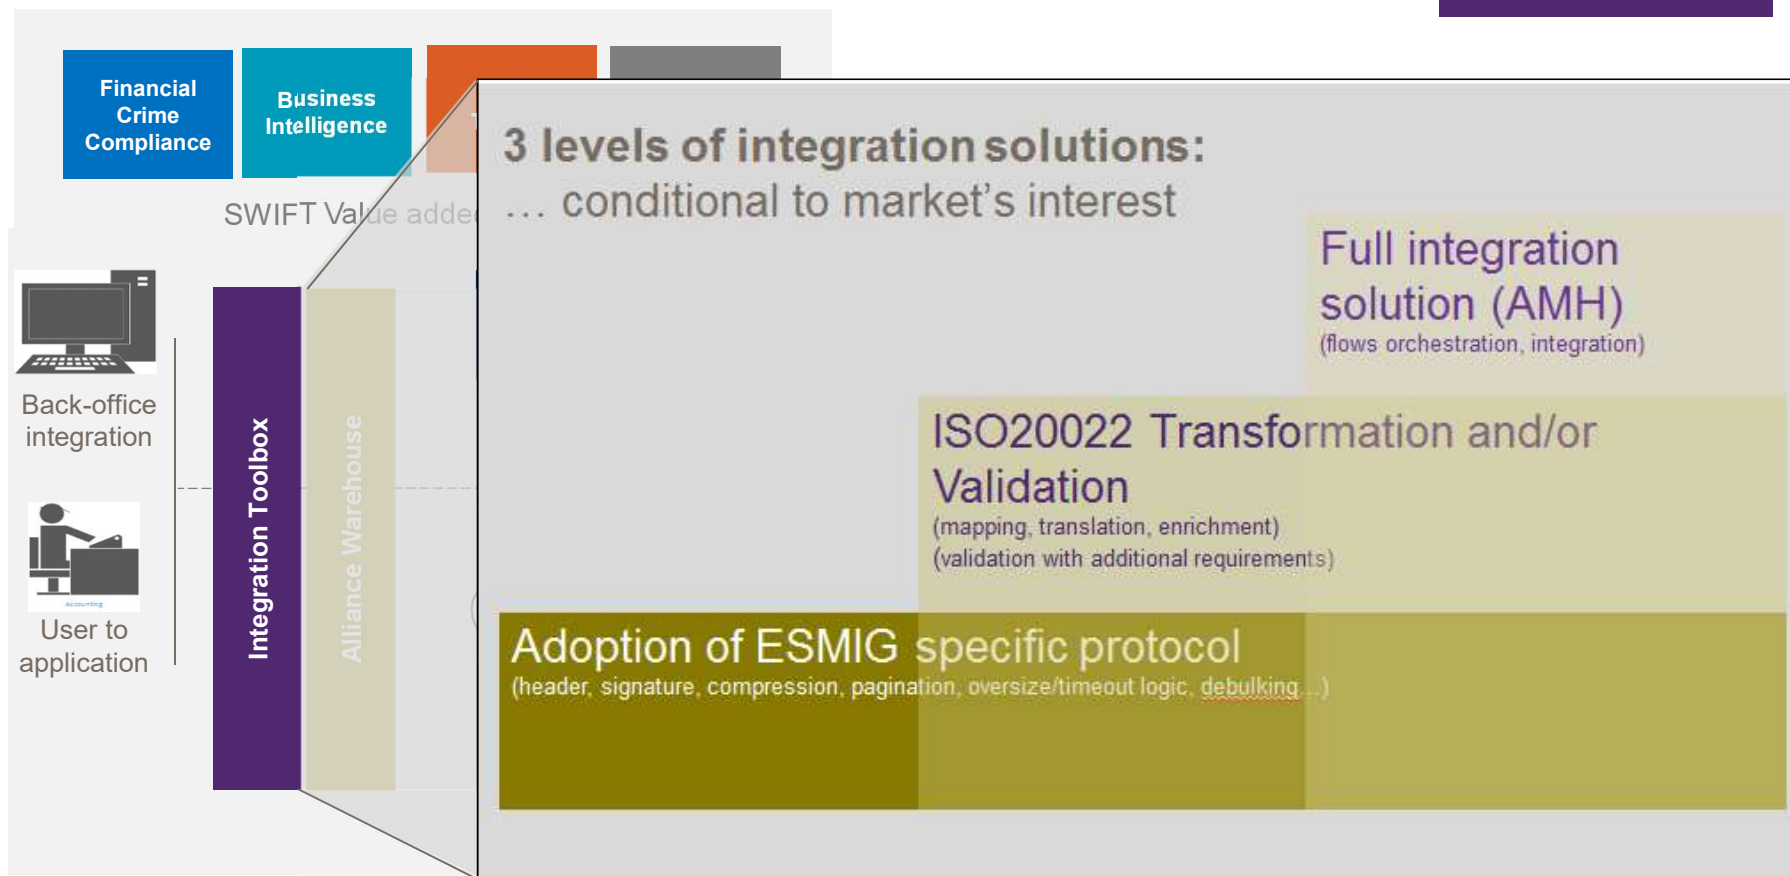 Financial
Crime
Compliance
Business
Intelligence
SWIFT Value added
3 levels of integration solutions:
... conditional to market's interest
Full integration
solution (AMH)
(flows orchestration, integration)
ISO20022 Transformation and/or
Validation
(mapping, translation, enrichment)
(validation with additional requirements)
Adoption of ESMIG specific protocol
(header, signature, compression, pagination, oversize/timeout logic, debulking...)
Back-office
integration
Accounting
User to
application
Integration Toolbox
Alliance Warehouse